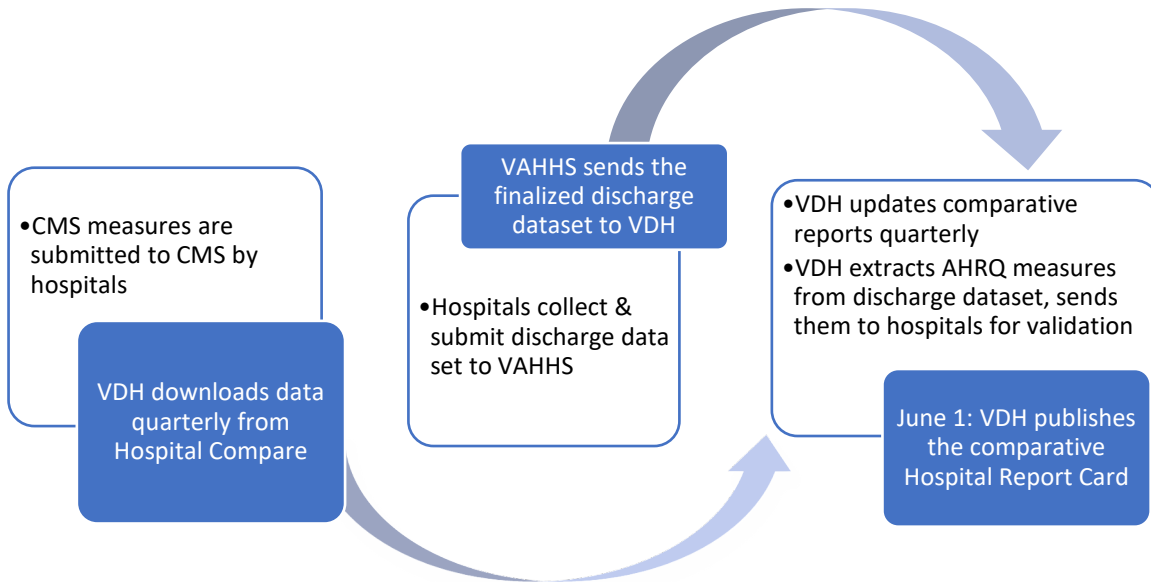 •CMS measures are
submitted to CMS by
hospitals
VDH downloads data
quarterly from
Hospital Compare
VAHHS sends the
finalized discharge
dataset to VDH
•Hospitals collect &
submit discharge data
set to VAHHS
•VDH updates comparative
reports quarterly
•VDH extracts AHRQ measures
from discharge dataset, sends
them to hospitals for validation
June 1: VDH publishes
the comparative
Hospital Report Card